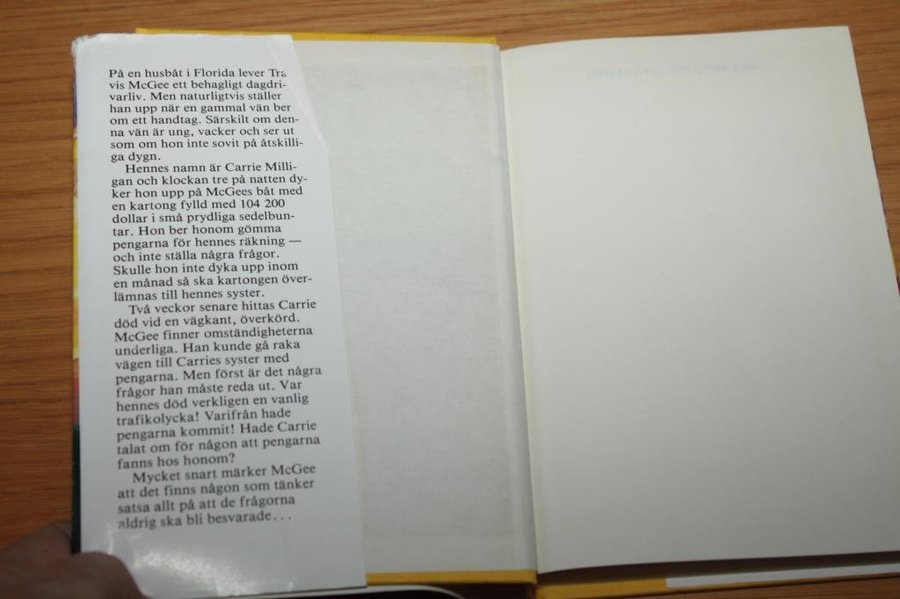 På en husbåt i Florida lever Tra
vis McGee ett behagligt dagdri-
varliv. Men naturligtvis ställer
han upp när en gammal vän ber
om ett handtag. Särskilt om den-
na vän är ung, vacker och ser ut
som om hon inte sovit på åtskilli-
ga dygn.
Hennes namn är Carrie Milli-
gan och klockan tre på natten dy-
ker hon upp på McGees båt med
en kartong fylld med 104 200
dollar i små prydliga sedelbun-
tar. Hon ber honom gömma
pengarna för hennes räkning —
och inte ställa några frågor.
Skulle hon inte dyka upp inom
en månad så ska kartongen över-
lämnas till hennes syster.
Två veckor senare hittas Carrie
död vid en vägkant, överkörd.
McGee finner omständigheterna
underliga. Han kunde gå raka
vägen till Carries syster med
pengarna. Men först är det några
frågor han måste reda ut. Var
hennes död verkligen en vanlig
trafikolycka! Varifrån hade
pengarna kommit! Hade Carrie
talat om för någon att pengarna
fanns hos honom?
Mycket snart märker McGee
att det finns någon som tänker
satsa allt på att de frågorna
aldrig ska bli besvarade...